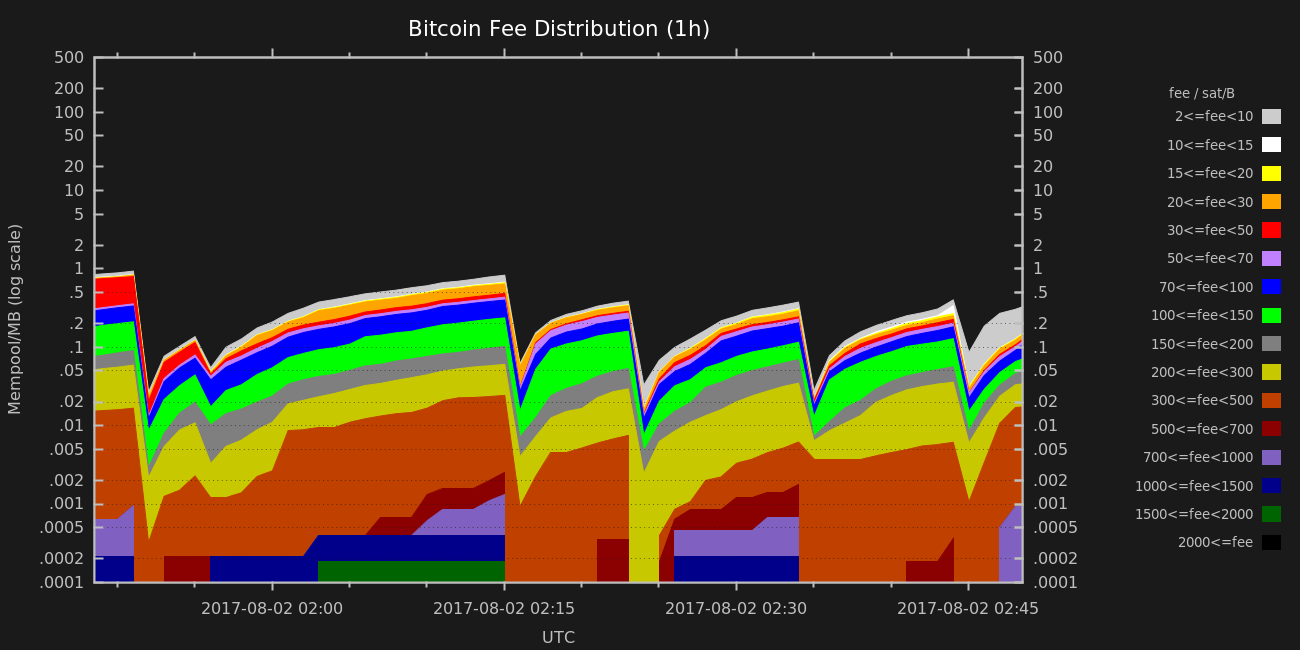 Bitcoin Fee Distribution (1h)
Mempool/MB (log scale)
500
200
100
50
20
10
5
2
1
.5
.2
.1
.05
.02
.01
.005
.002
.001
.0005
.0002
.0001
500
200
100
50
20
10
5
2
1
.5
.2
.1
.05
.02
.01
.005
.002
.001
.0005
.0002
.0001
2017-08-02 02:00
2017-08-02 02:15
2017-08-02 02:30
2017-08-02 02:45
UTC
fee / sat/B
2<=fee<10
10<=fee<15
15<=fee<20
20<=fee<30
30<=fee<50
50<=fee<70
70<=fee<100
100<=fee<150
150<=fee<200
200<=fee<300
300<=fee<500
500<=fee<700
700<=fee<1000
1000<=fee<1500
1500<=fee<2000
2000<=fee